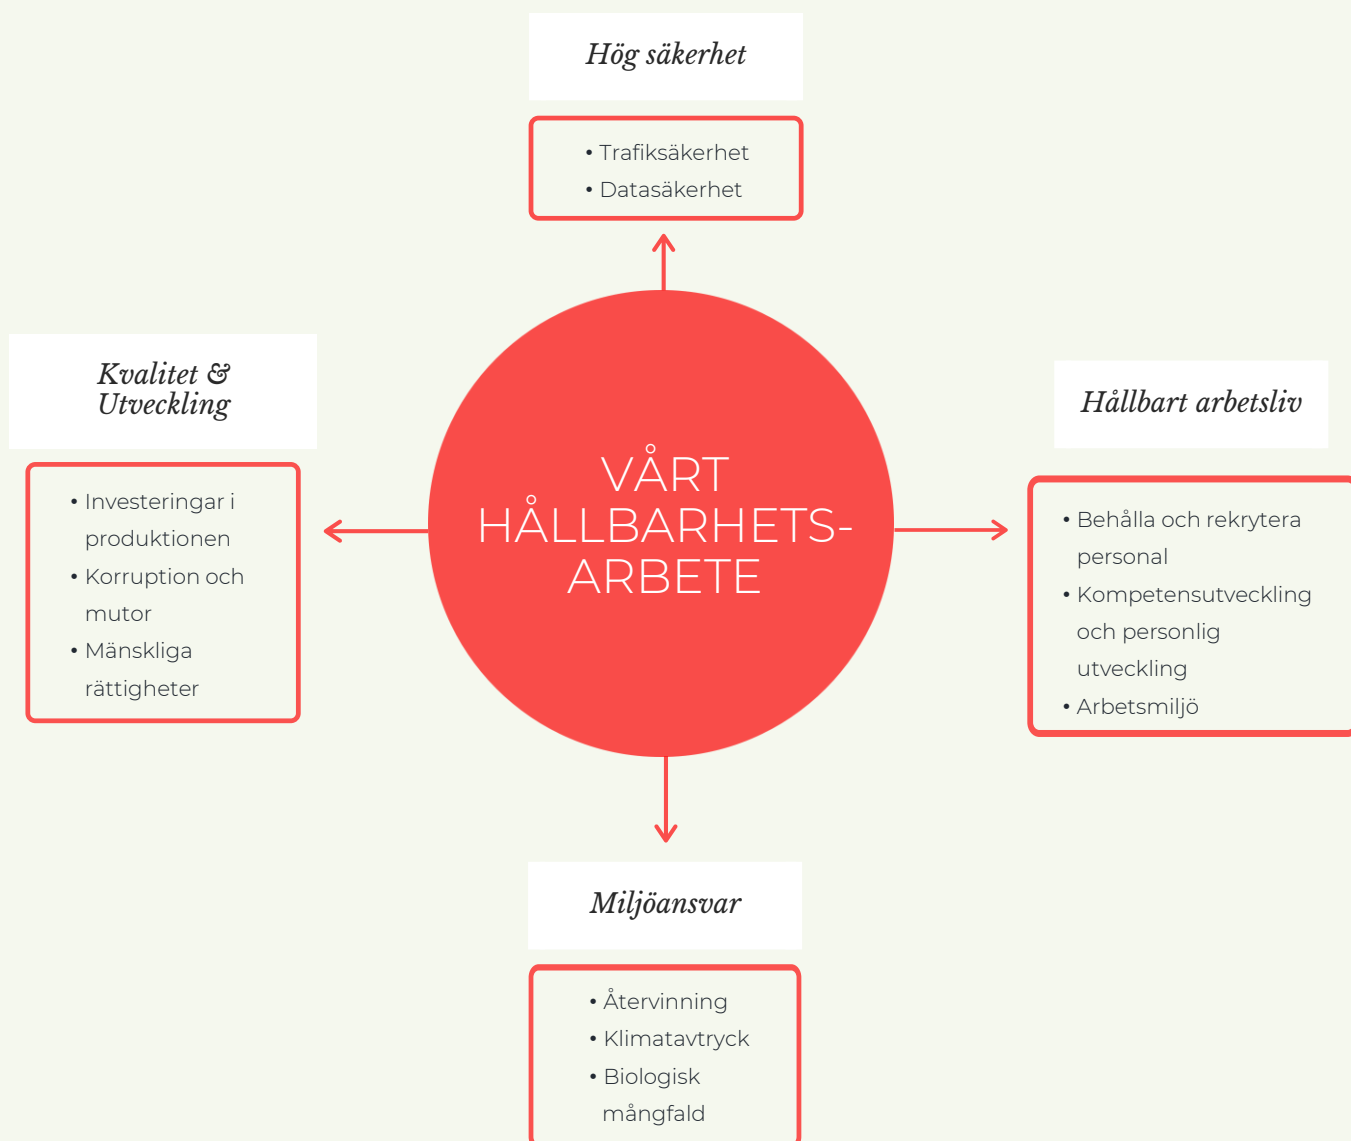 Hög säkerhet
• Trafiksäkerhet
• Datasäkerhet
Kvalitet &
Utveckling
• Investeringar i
produktionen
• Korruption och
mutor
• Mänskliga
rättigheter
VÅRT
HÅLLBARHETS-
ARBETE
Hållbart arbetsliv
• Behålla och rekrytera
personal
• Kompetensutveckling
och personlig
utveckling
• Arbetsmiljö
Miljöansvar
• Återvinning
• Klimatavtryck
• Biologisk
mångfald